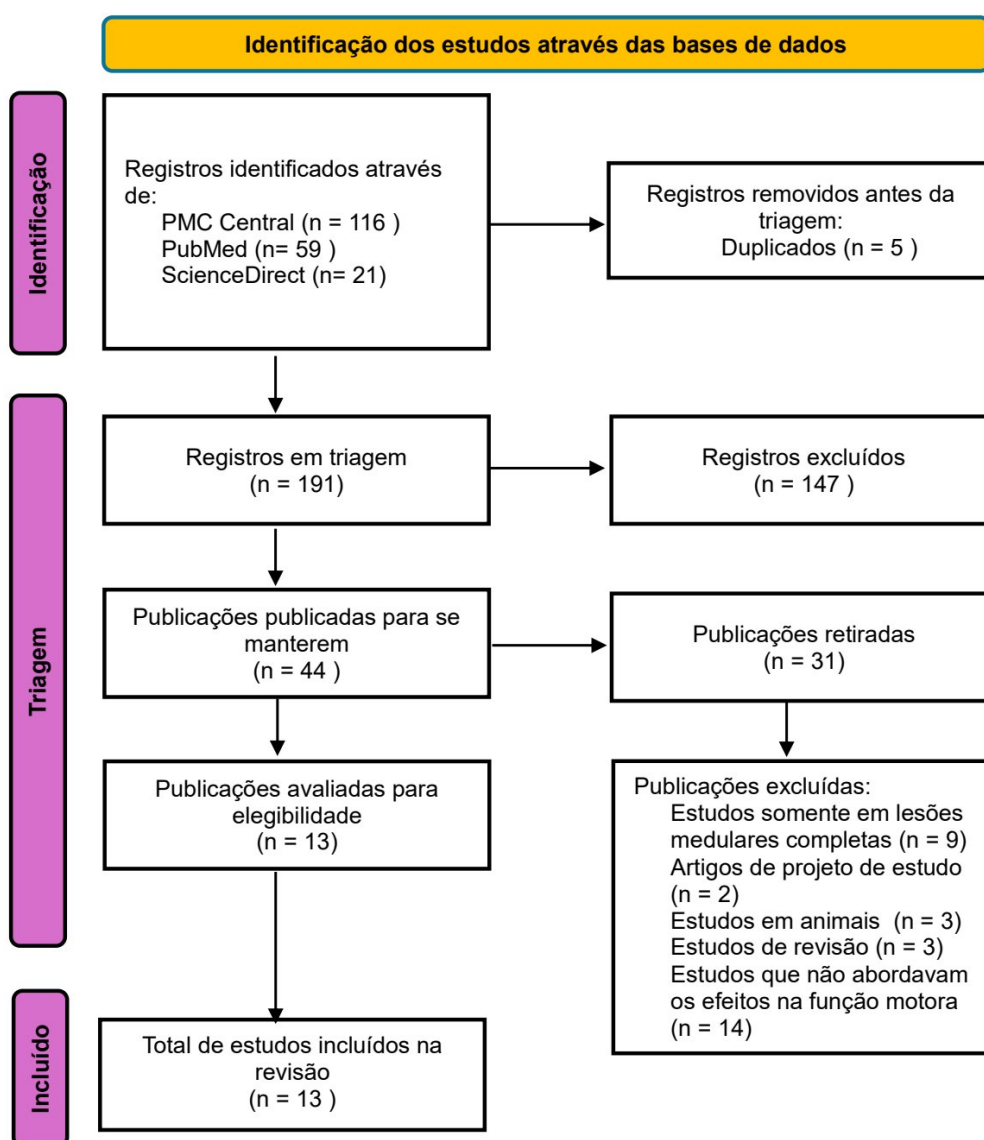 Identificação dos estudos através das bases de dados
Identificação
Registros identificados através
de:
PMC Central (n = 116 )
PubMed (n= 59 )
ScienceDirect (n= 21)
Registros removidos antes da
triagem:
Duplicados (n = 5 )
Triagem
Registros em triagem
(n = 191)
Registros excluídos
(n = 147 )
Publicações publicadas para se
manterem
(n = 44 )
Publicações retiradas
(n = 31)
Publicações avaliadas para
elegibilidade
(n = 13)
Publicações excluídas:
Estudos somente em lesões
medulares completas (n = 9)
Artigos de projeto de estudo
(n = 2)
Estudos em animais  (n = 3)
Estudos de revisão (n = 3)
Estudos que não abordavam
os efeitos na função motora
(n = 14)
Incluído
Total de estudos incluídos na
revisão
(n = 13 )